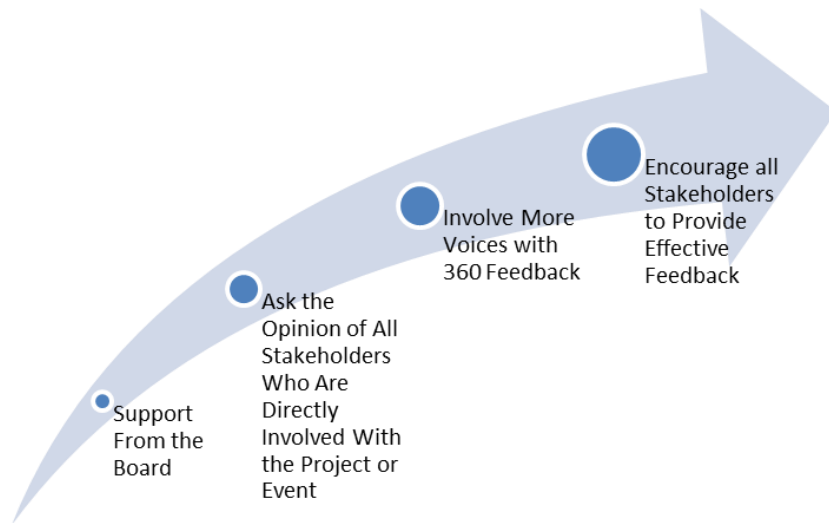 Support
From the
Board
Ask the
Opinion of All
Stakeholders
Who Are
Directly
Involved With
the Project or
Event
Involve More
Voices with
360 Feedback
Encourage all
Stakeholders
to Provide
Effective
Feedback